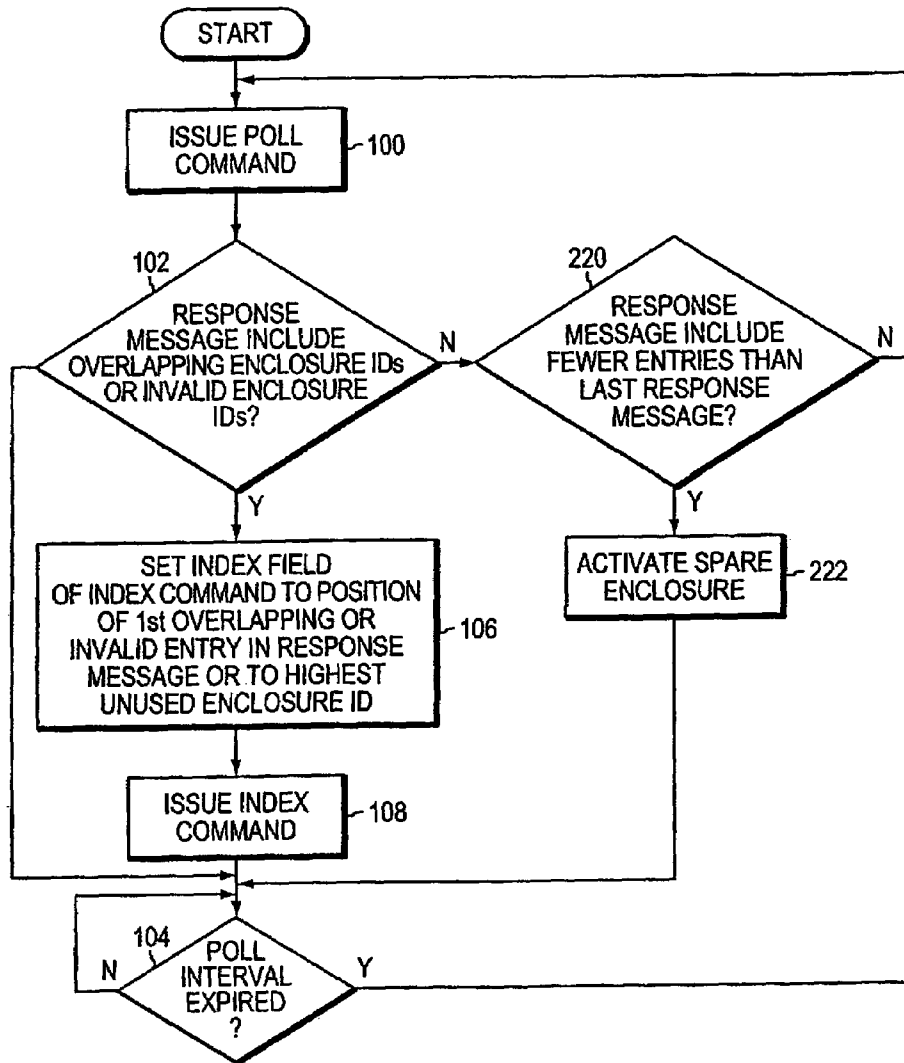 START
ISSUE POLL
COMMAND
100
102
RESPONSE
MESSAGE INCLUDE
OVERLAPPING ENCLOSURE IDs
OR INVALID ENCLOSURE
IDs?
N
Y
220
RESPONSE
MESSAGE INCLUDE
FEWER ENTRIES THAN
LAST RESPONSE
MESSAGE?
N
Y
SET INDEX FIELD
OF INDEX COMMAND TO POSITION
OF 1st OVERLAPPING OR
INVALID ENTRY IN RESPONSE
MESSAGE OR TO HIGHEST
UNUSED ENCLOSURE ID
106
ACTIVATE SPARE
ENCLOSURE
222
ISSUE INDEX
COMMAND
108
104
POLL
INTERVAL
EXPIRED
?
N
Y